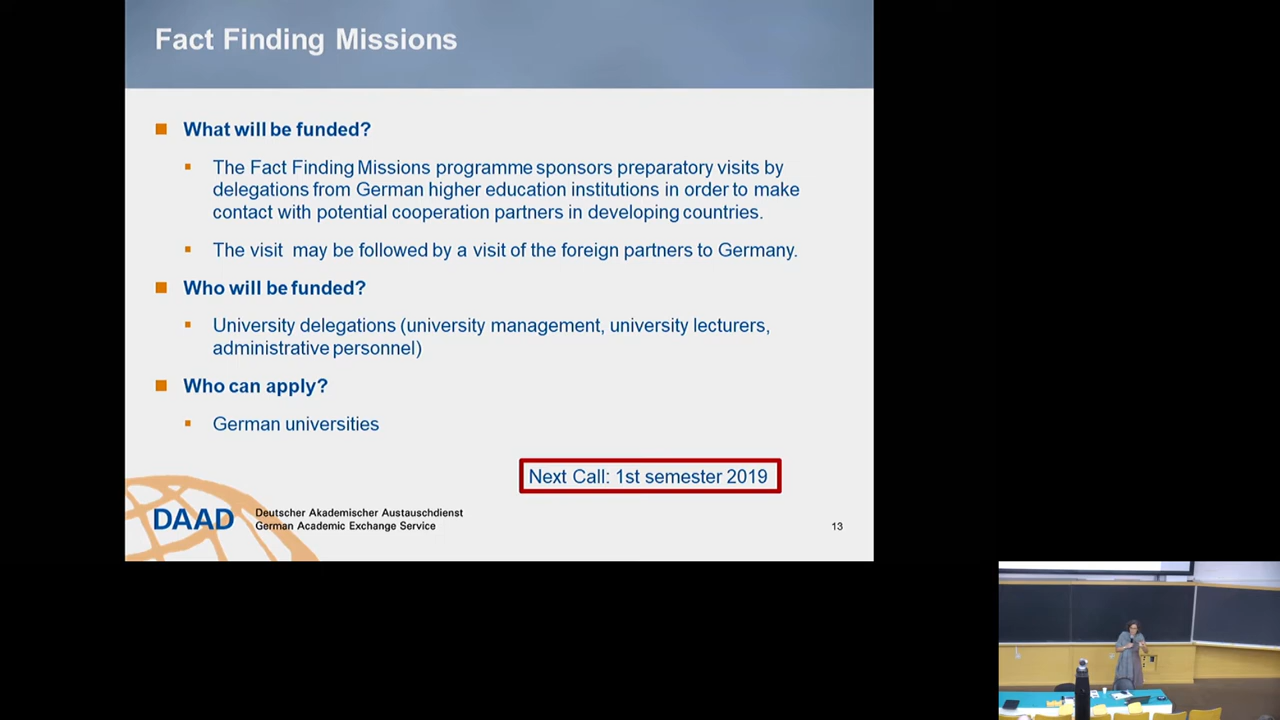 Fact Finding Missions
What will be funded?
The Fact Finding Missions programme sponsors preparatory visits by
delegations from German higher education institutions in order to make
contact with potential cooperation partners in developing countries.
The visit may be followed by a visit of the foreign partners to Germany.
Who will be funded?
University delegations (university management, university lecturers,
administrative personnel)
Who can apply?
German universities
Next Call: 1st semester 2019
DAAD
Deutscher Akademischer Austauschdienst
German Academic Exchange Service
13